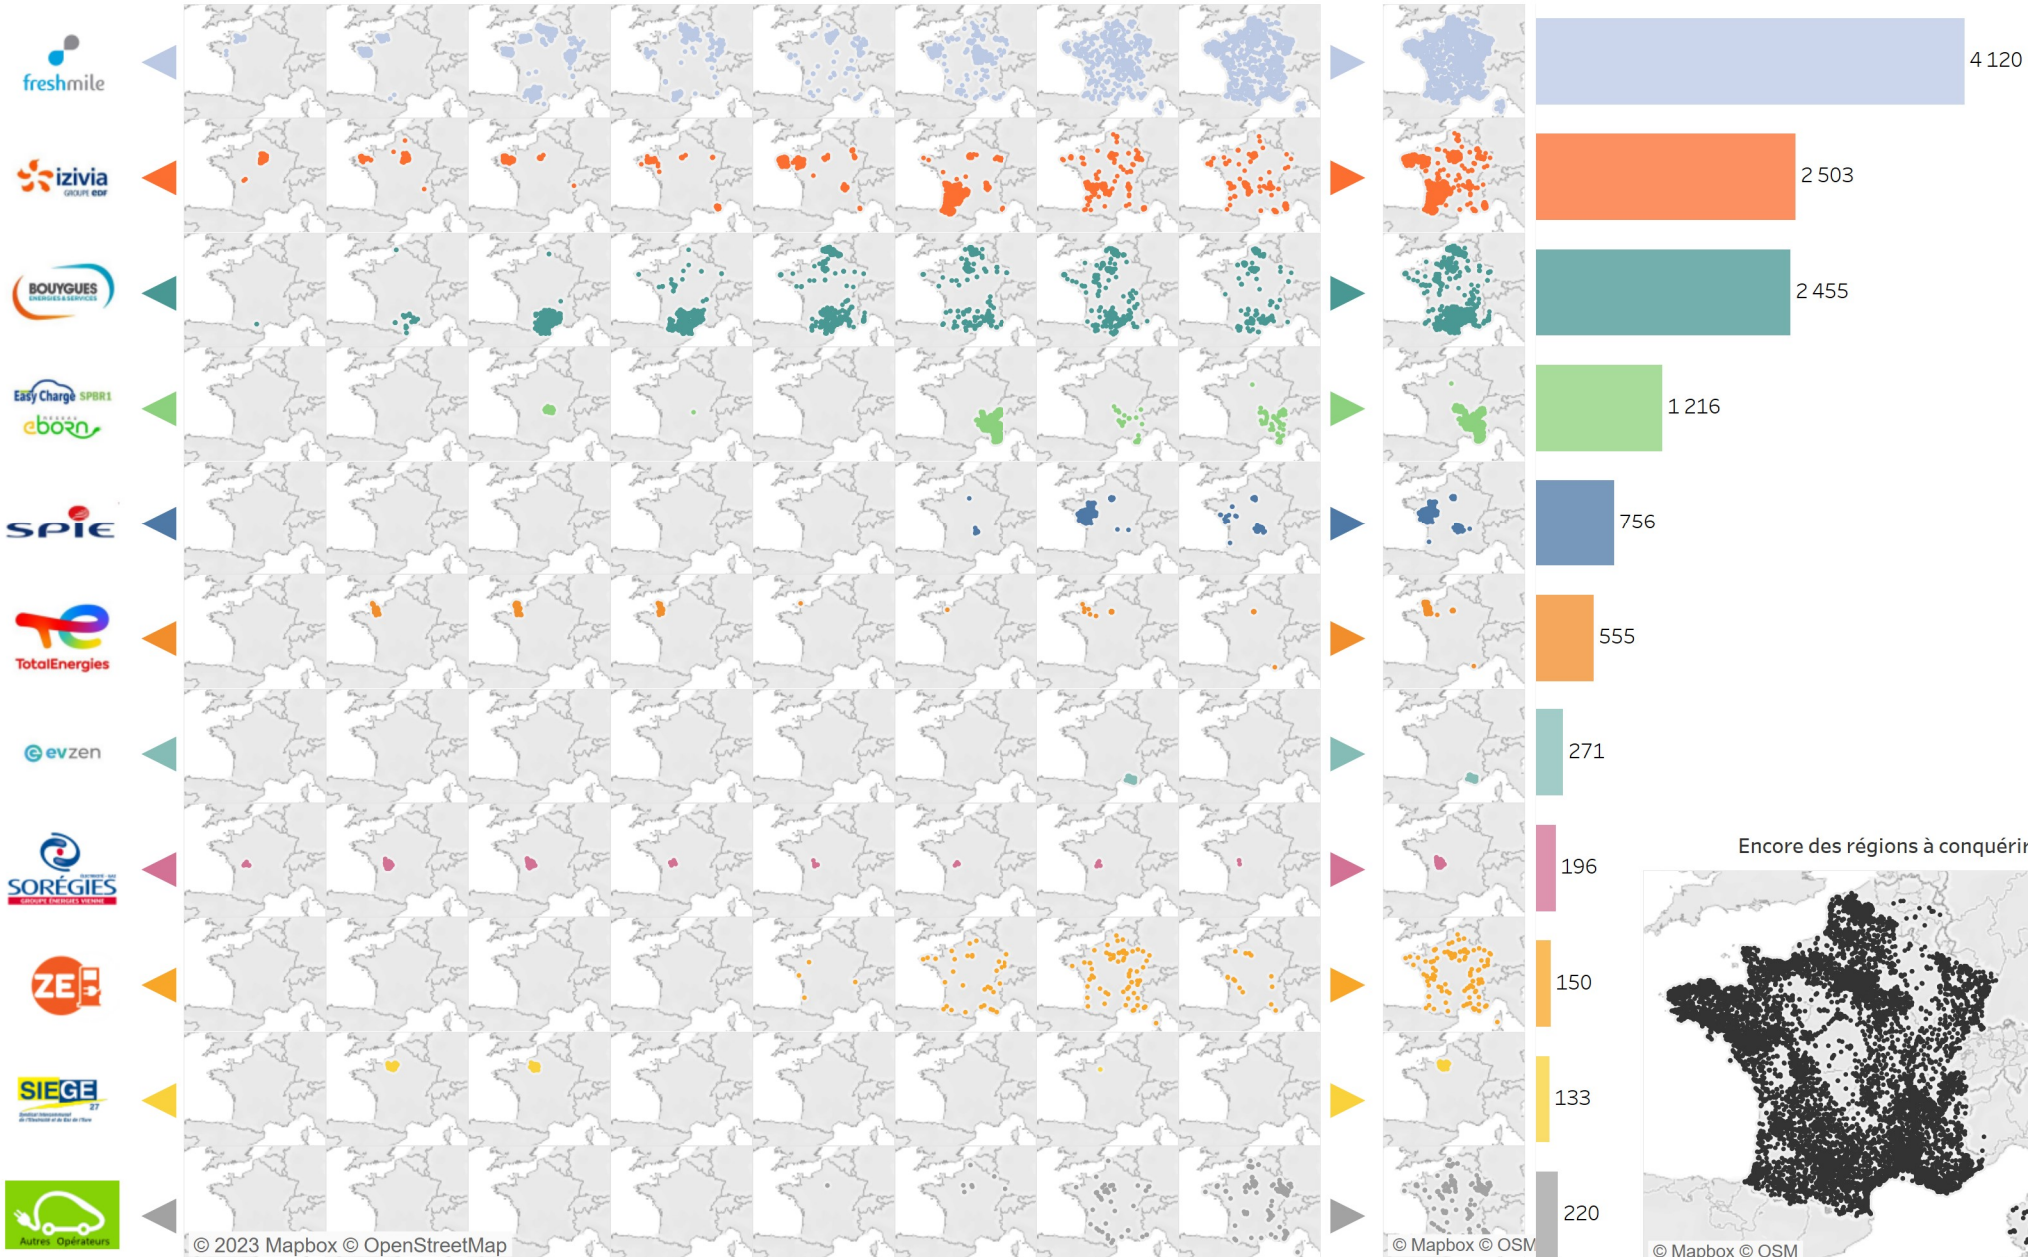 freshmile
4 120
izivia
GROUPE EDF
2 503
BOUYGUES
ENERGIES & SERVICES
2 455
Easy Charge SPBR1
RÉSEAU
eborn
1 216
SPIE
756
TotalEnergies
555
evzen
271
SORÉGIES
GROUPE ÉNERGIES VIENNE
196
Encore des régions à conquérir
ZE
150
SIEGE
27
133
Autres Opérateurs
220
© 2023 Mapbox © OpenStreetMap
© Mapbox © OSM
© Mapbox © OSM